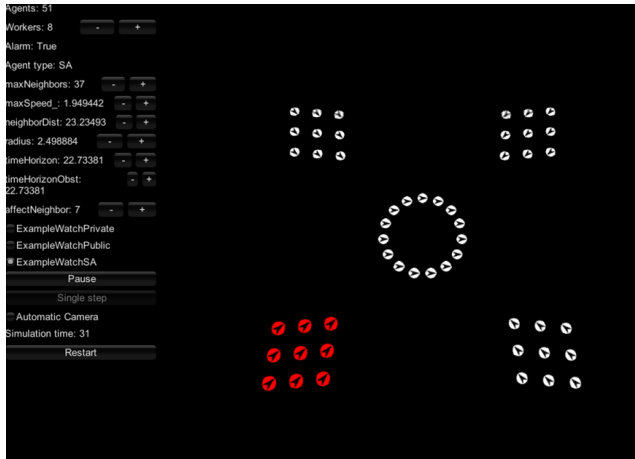 Agents: 51
Workers: 8 - +
Alarm: True
Agent type: SA
maxNeighbors: 37 - +
maxSpeed_: 1.949442 - +
neighborDist: 23.23493 - +
radius: 2.498884 - +
timeHorizon: 22.73381 - +
timeHorizonObst: - +
22.73381
affectNeighbor: 7 - +
ExampleWatchPrivate
ExampleWatchPublic
ExampleWatchSA
Pause
Single step
Automatic Camera
Simulation time: 31
Restart